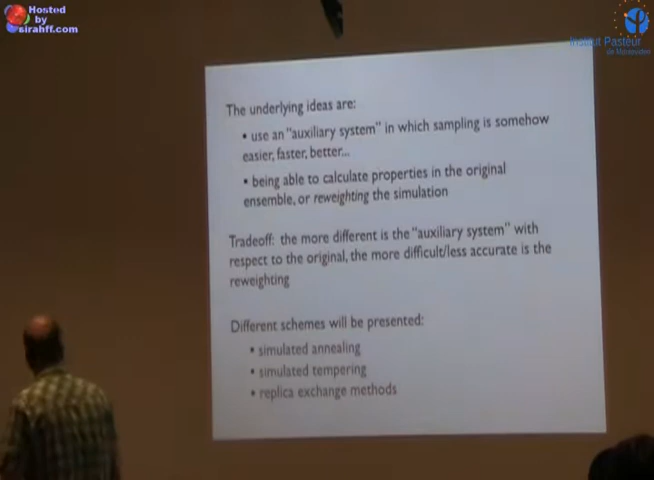 Hosted
by
sirahff.com
Institut Pasteur
de Montevideo
The underlying ideas are:
• use an "auxiliary system" in which sampling is somehow
easier, faster, better...
• being able to calculate properties in the original
ensemble, or reweighting the simulation
Tradeoff: the more different is the "auxiliary system" with
respect to the original, the more difficult/less accurate is the
reweighting
Different schemes will be presented:
• simulated annealing
• simulated tempering
• replica exchange methods